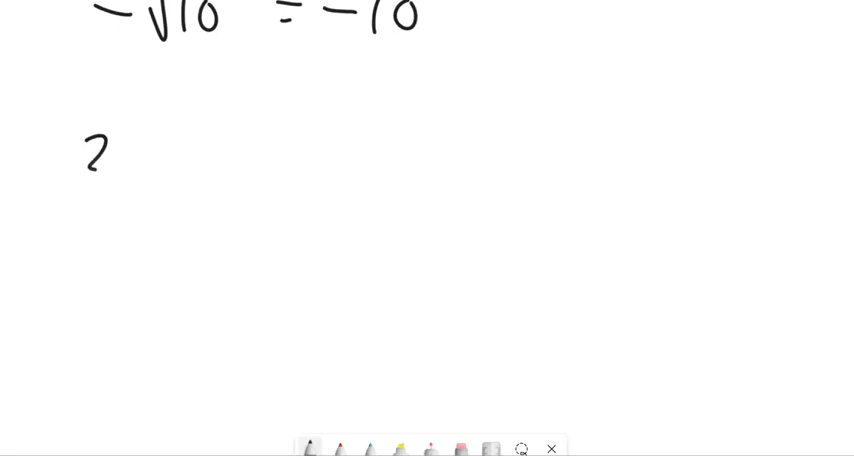 - √10 = - 10
2